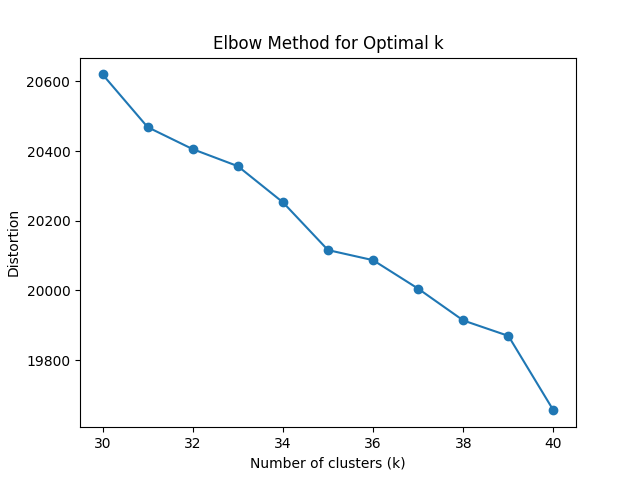 Elbow Method for Optimal k
20600
20400
20200
20000
19800
Distortion
30 32 34 36 38 40
Number of clusters (k)